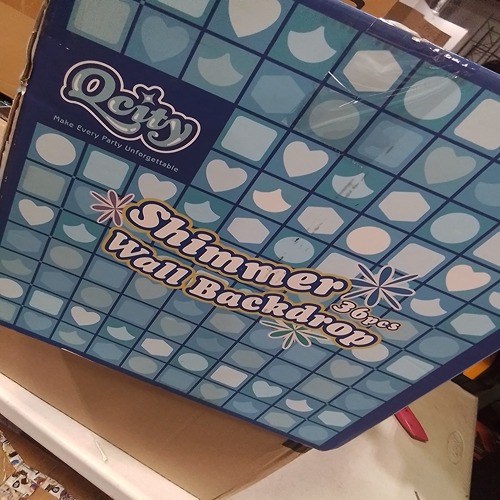 Qcity
Make Every Party Unforgettable
Shimmer
36pcs
Wall Backdrop